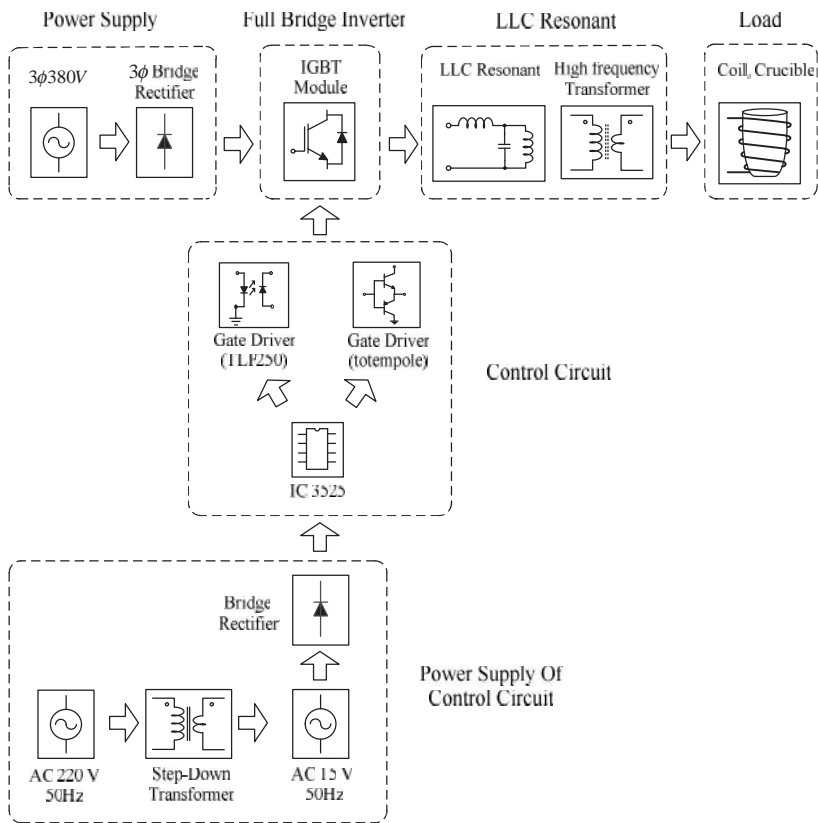 Power Supply
Full Bridge Inverter
LLC Resonant
Load
3ϕ380V
3ϕ Bridge
Rectifier
IGBT
Module
LLC Resonant
High frequency
Transformer
Coil, Crucible
Gate Driver
(TLP250)
Gate Driver
(totempole)
Control Circuit
IC 3525
Bridge
Rectifier
Power Supply Of
Control Circuit
AC 220 V
50Hz
Step-Down
Transformer
AC 15 V
50Hz